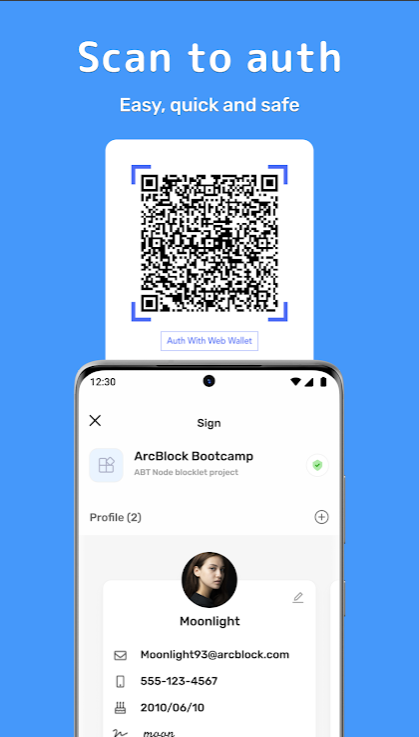 Scan to auth
Easy, quick and safe
Auth With Web Wallet
12:30
Sign
ArcBlock Bootcamp
ABT Node blocklet project
Profile (2)
Moonlight
Moonlight93@arcblock.com
555-123-4567
2010/06/10
moon